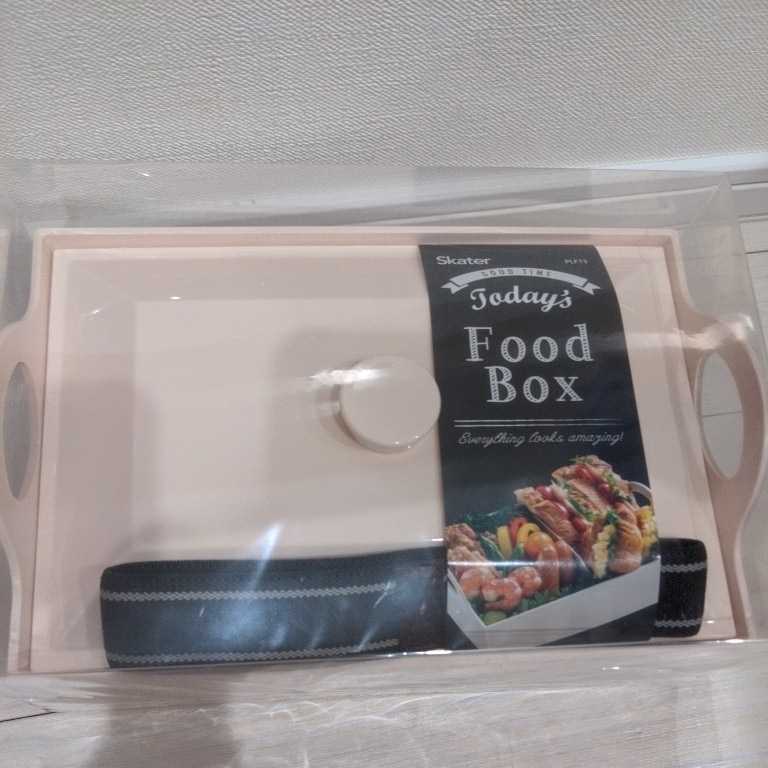 Skater
GOOD TIME
Today's
Food
Box
Everything looks amazing!